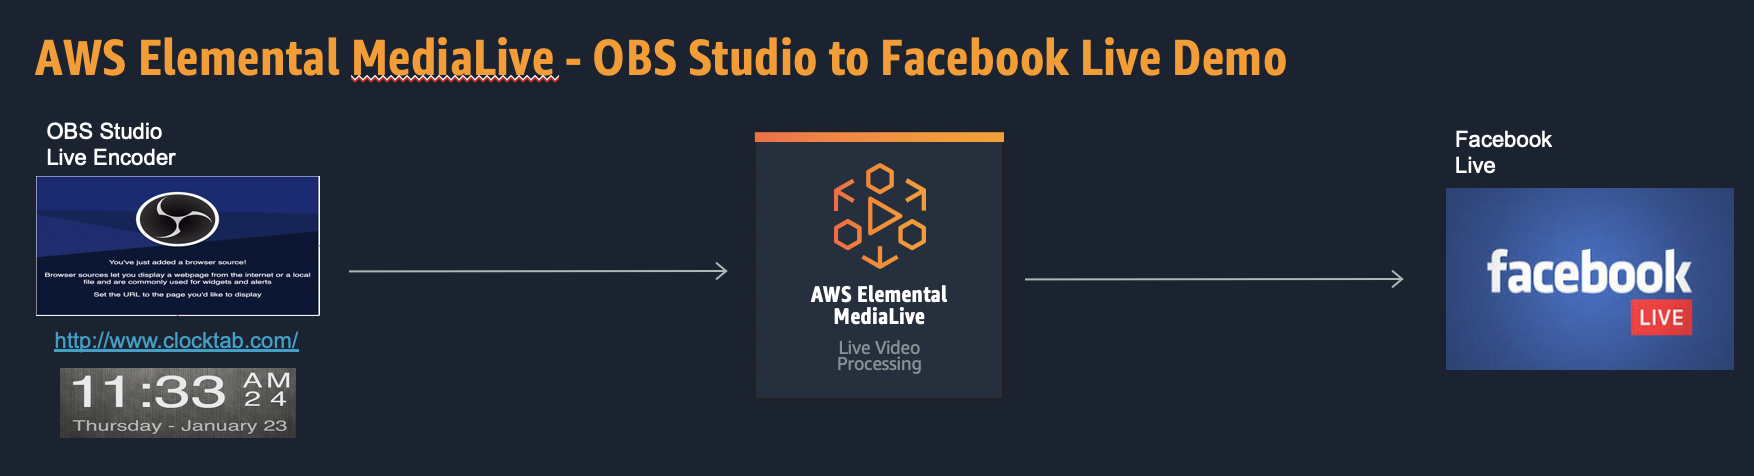 AWS Elemental MediaLive - OBS Studio to Facebook Live Demo
OBS Studio
Live Encoder
You've just added a browser source!
Browser sources let you display a webpage from the internet or a local
file and are commonly used for widgets and alerts
Set the URL to the page you'd like to display
http://www.clocktab.com/
11:33 AM
24
Thursday - January 23
AWS Elemental
MediaLive
Live Video
Processing
Facebook
Live
facebook
LIVE